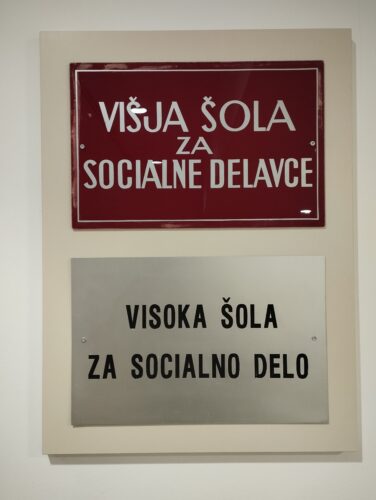 VIŠJA ŠOLA
ZA
SOCIALNE DELAVCE
VISOKA ŠOLA
ZA SOCIALNO DELO